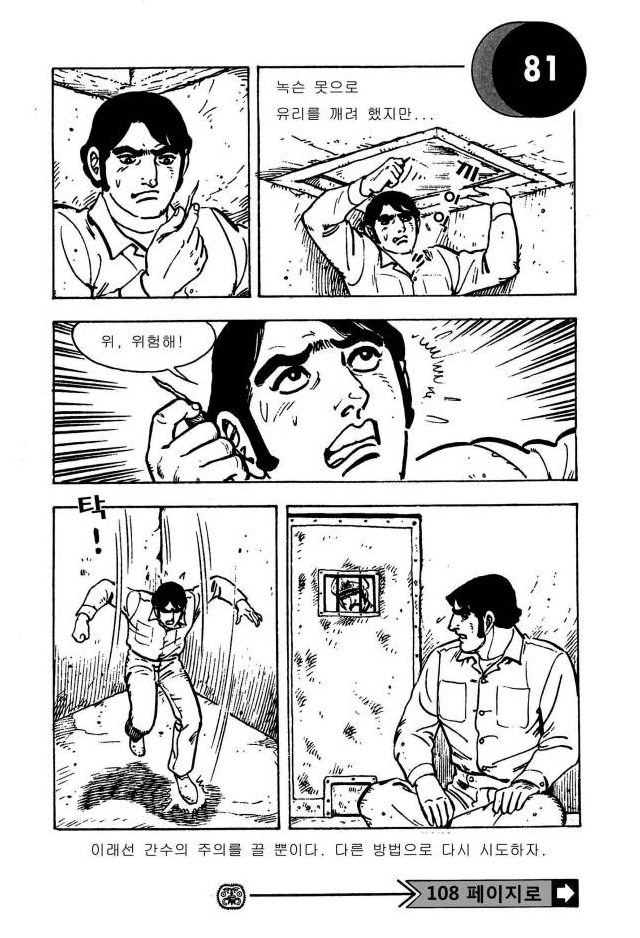 81
녹슨 못으로
유리를 깨려 했지만...
끼이익
위, 위험해!
탁!
이래선 간수의 주의를 끌 뿐이다. 다른 방법으로 다시 시도하자.
108 페이지로